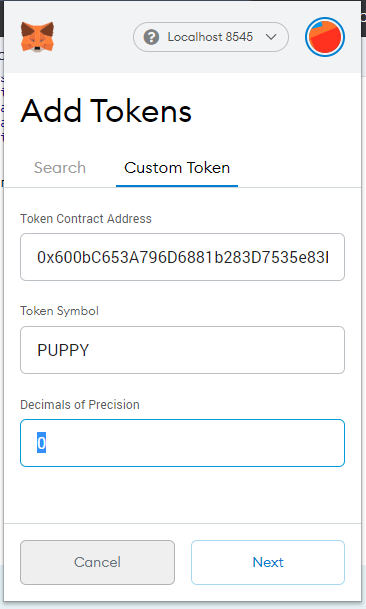 Localhost 8545
Add Tokens
Search Custom Token
Token Contract Address
0x600bC653A796D6881b283D7535e83
Token Symbol
PUPPY
Decimals of Precision
0
Cancel Next